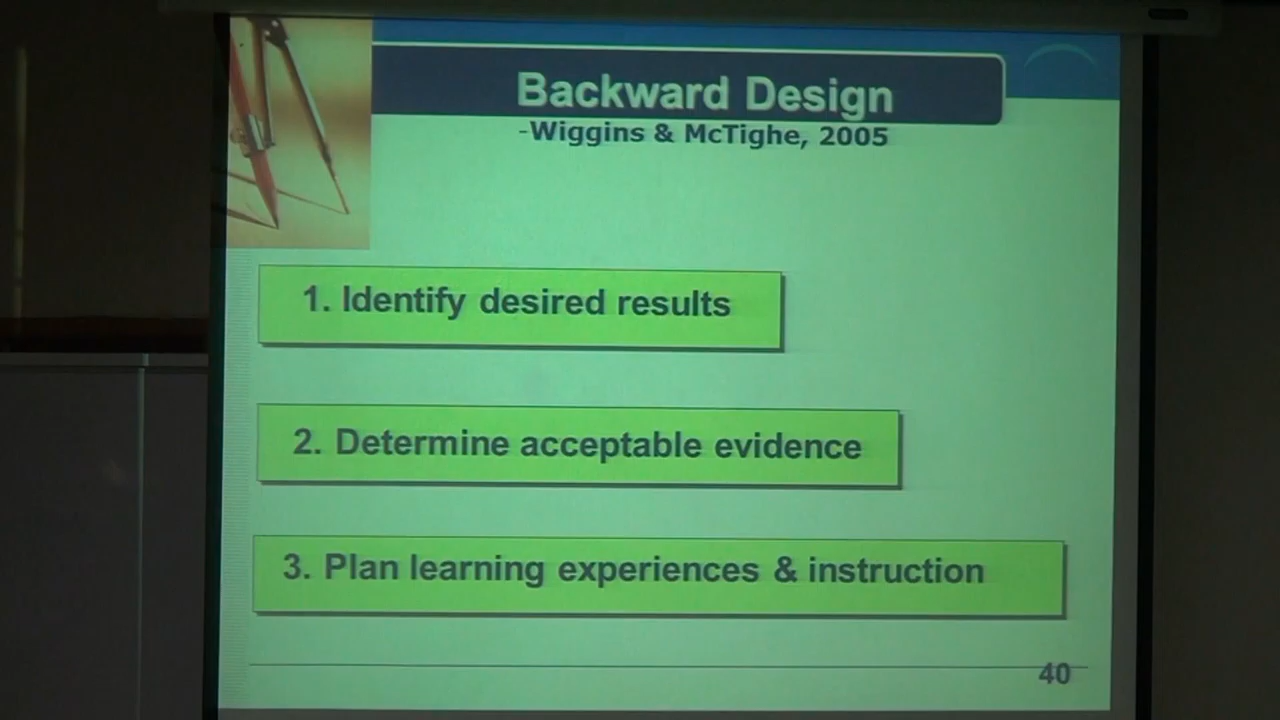 Backward Design
-Wiggins & McTighe, 2005
1. Identify desired results
2. Determine acceptable evidence
3. Plan learning experiences & instruction
40